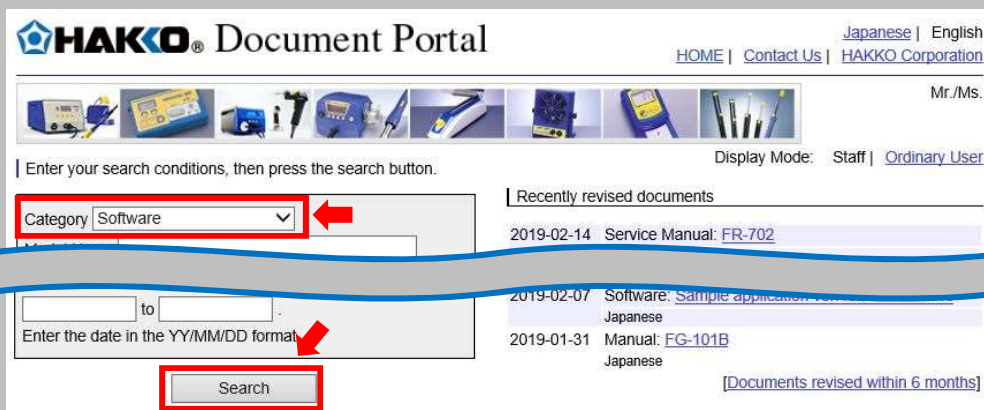 HAKKO® Document Portal
Japanese | English
HOME | Contact Us | HAKKO Corporation
Mr./Ms.
Display Mode: Staff | Ordinary User
Enter your search conditions, then press the search button.
Category Software
to .
Enter the date in the YY/MM/DD format
Search
Recently revised documents
2019-02-14 Service Manual: FR-702
2019-02-07 Software: Sample application
Japanese
2019-01-31 Manual: FG-101B
Japanese
[Documents revised within 6 months]